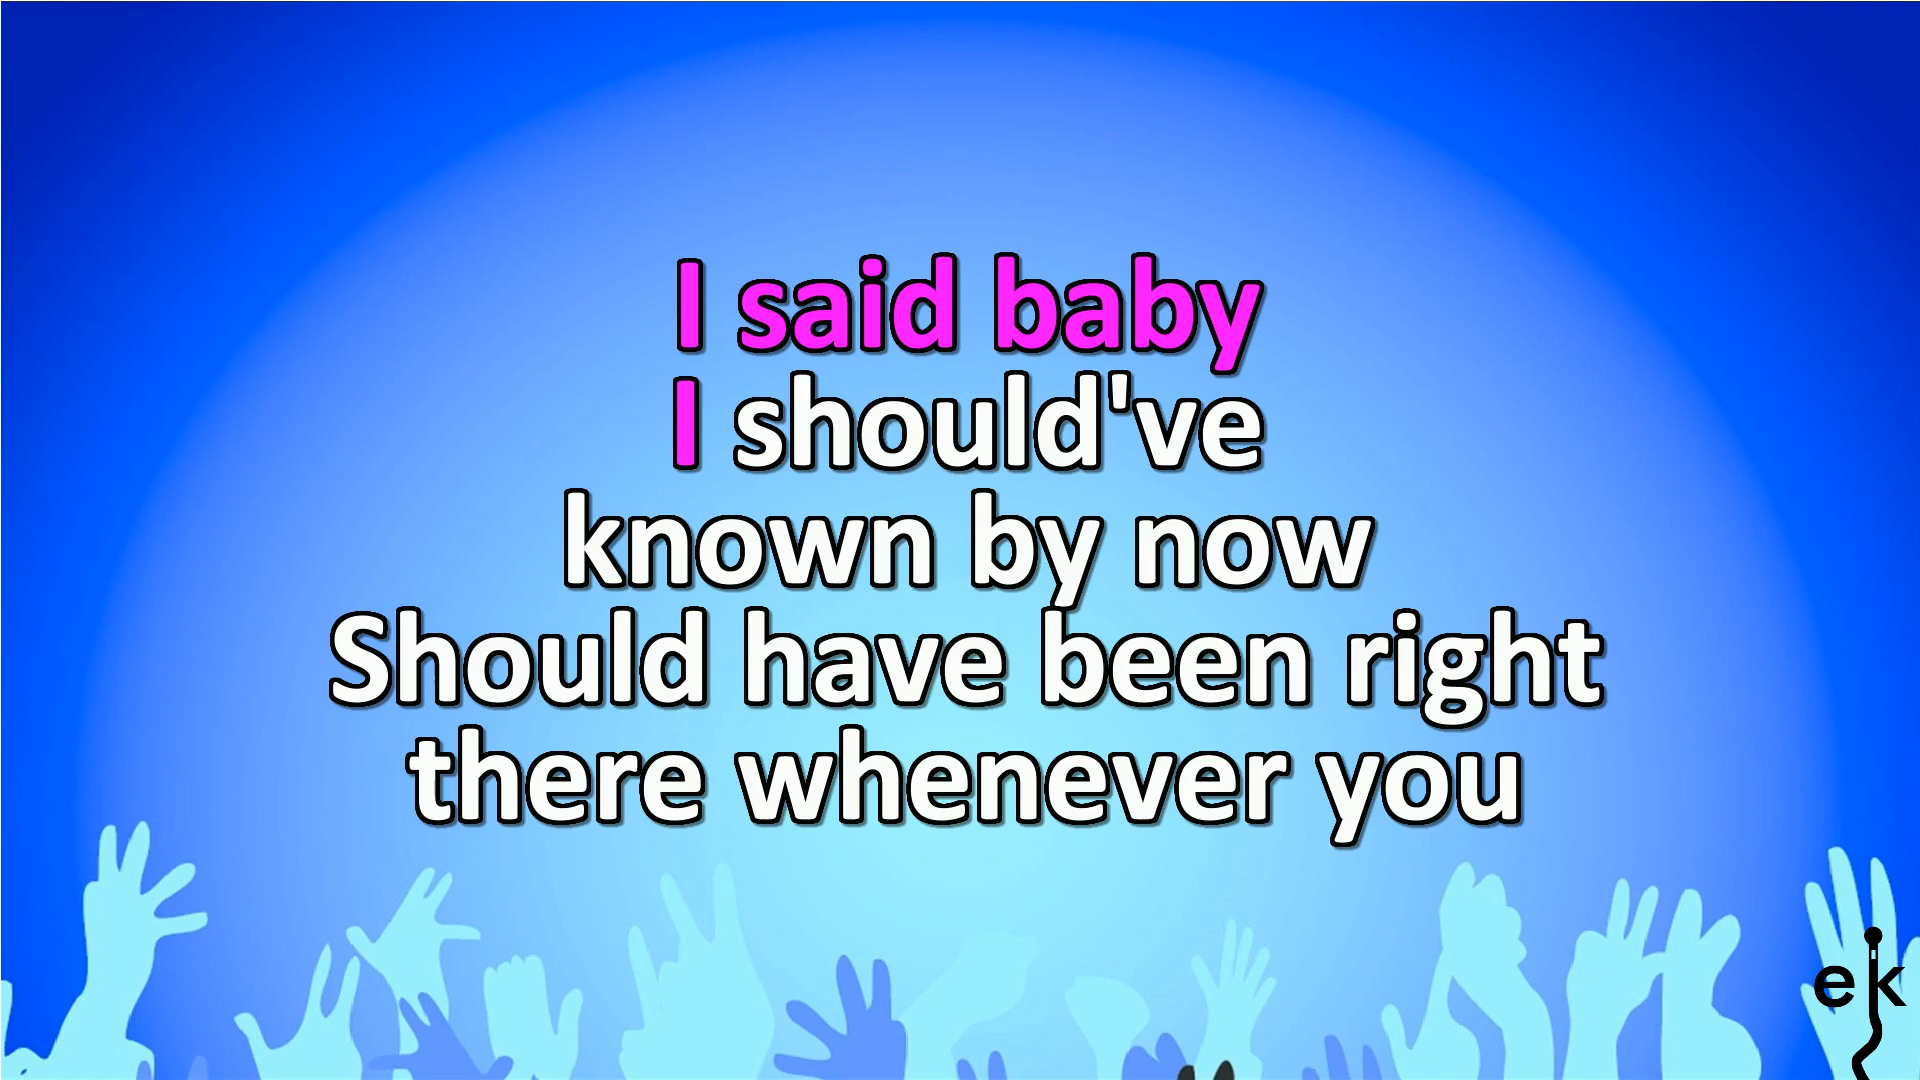 I said baby
I should've
known by now
Should have been right
there whenever you
ek